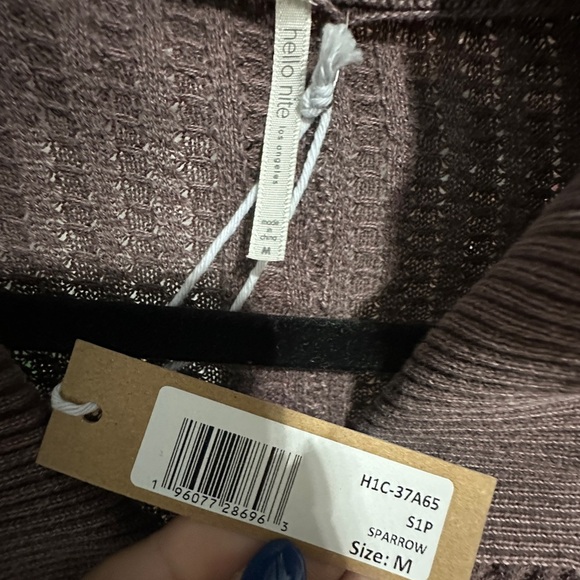 hello nite
los angeles
made
in
china
M
H1C-37A65
S1P
SPARROW
Size: M
1 96077 28696 3